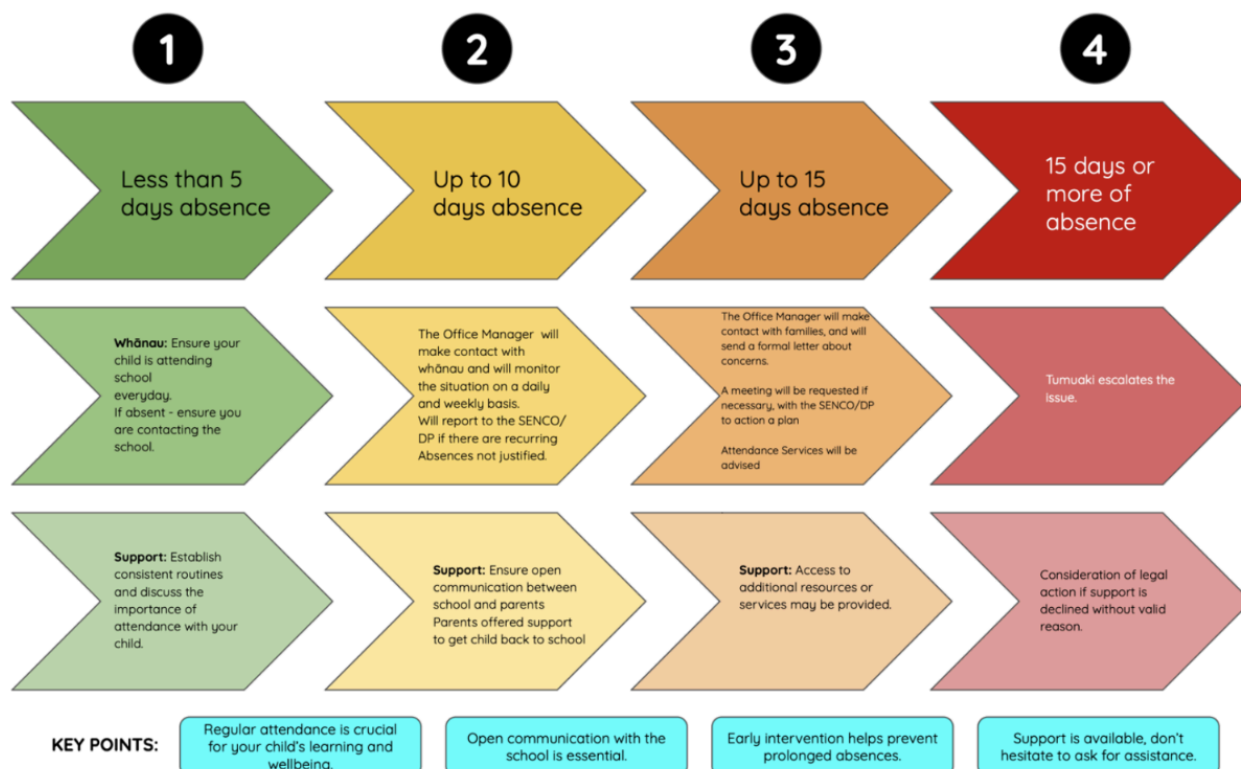 1
2
3
4
Less than 5
days absence
Up to 10
days absence
Up to 15
days absence
15 days or
more of
absence
Whānau: Ensure your
child is attending
school
everyday.
If absent - ensure you
are contacting the
school.
The Office Manager will
make contact with
whānau and will monitor
the situation on a daily
and weekly basis.
Will report to the SENCO/
DP if there are recurring
Absences not justified.
The Office Manager will make
contact with families, and will
send a formal letter about
concerns.
A meeting will be requested if
necessary, with the SENCO/DP
to action a plan
Attendance Services will be
advised
Tumuaki escalates the
issue.
Support: Establish
consistent routines
and discuss the
importance of
attendance with your
child.
Support: Ensure open
communication between
school and parents
Parents offered support
to get child back to school
Support: Access to
additional resources or
services may be provided.
Consideration of legal
action if support is
declined without valid
reason.
KEY POINTS:
Regular attendance is crucial
for your child's learning and
wellbeing.
Open communication with the
school is essential.
Early intervention helps prevent
prolonged absences.
Support is available, don't
hesitate to ask for assistance.